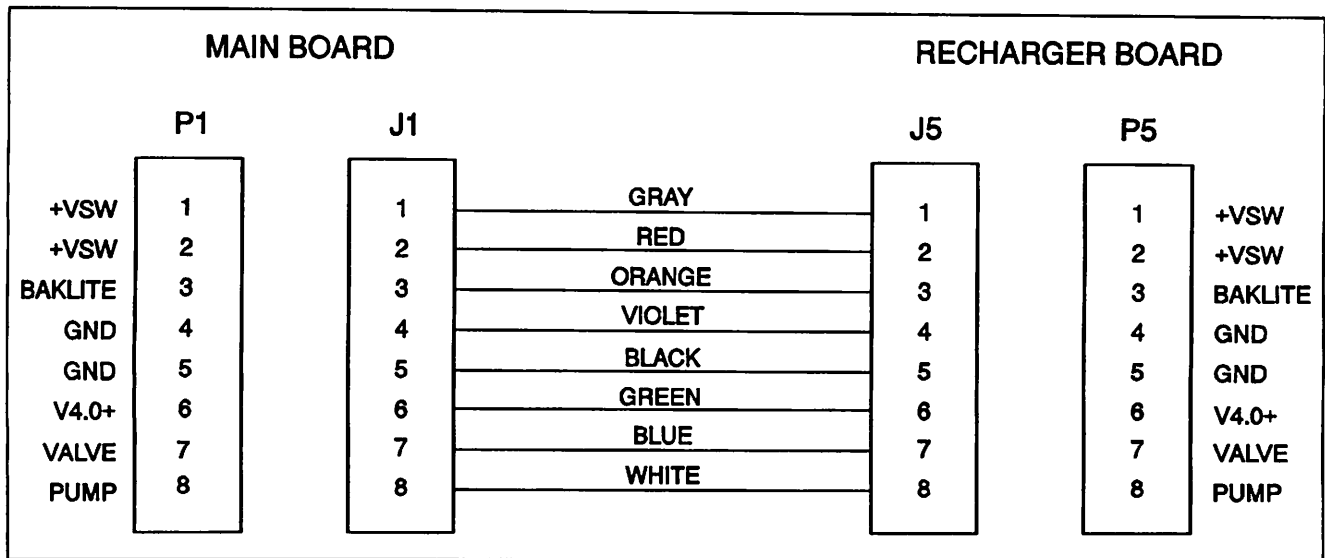 MAIN BOARD RECHARGER BOARD
P1 J1 J5 P5
+VSW 1 1 GRAY 1 1 +VSW
+VSW 2 2 RED 2 2 +VSW
BAKLITE 3 3 ORANGE 3 3 BAKLITE
GND 4 4 VIOLET 4 4 GND
GND 5 5 BLACK 5 5 GND
V4.0+ 6 6 GREEN 6 6 V4.0+
VALVE 7 7 BLUE 7 7 VALVE
PUMP 8 8 WHITE 8 8 PUMP